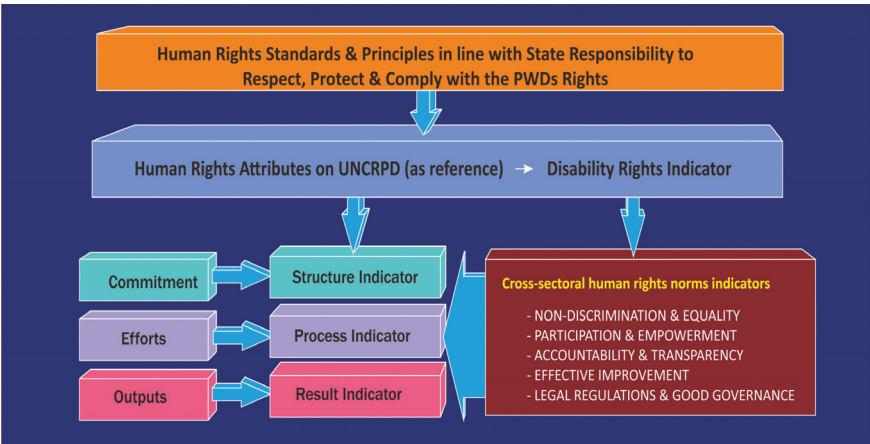 Human Rights Standards & Principles in line with State Responsibility to
Respect, Protect & Comply with the PWDs Rights
Human Rights Attributes on UNCRPD (as reference) → Disability Rights Indicator
Commitment
Structure Indicator
Efforts
Process Indicator
Outputs
Result Indicator
Cross-sectoral human rights norms indicators
- NON-DISCRIMINATION & EQUALITY
- PARTICIPATION & EMPOWERMENT
- ACCOUNTABILITY & TRANSPARENCY
- EFFECTIVE IMPROVEMENT
- LEGAL REGULATIONS & GOOD GOVERNANCE